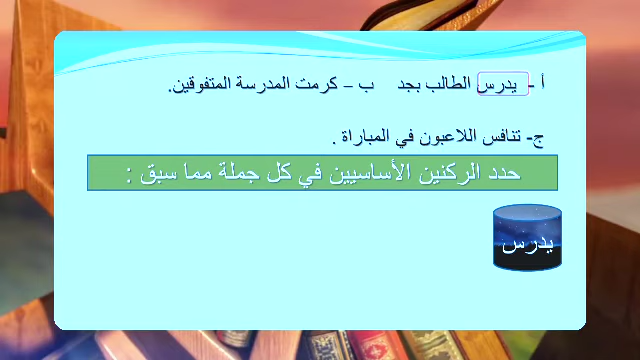 أ - يدرس الطالب بجد ب – كرمت المدرسة المتفوقين.
ج- تنافس اللاعبون في المباراة .
حدد الركنين الأساسيين في كل جملة مما سبق :
يدرس